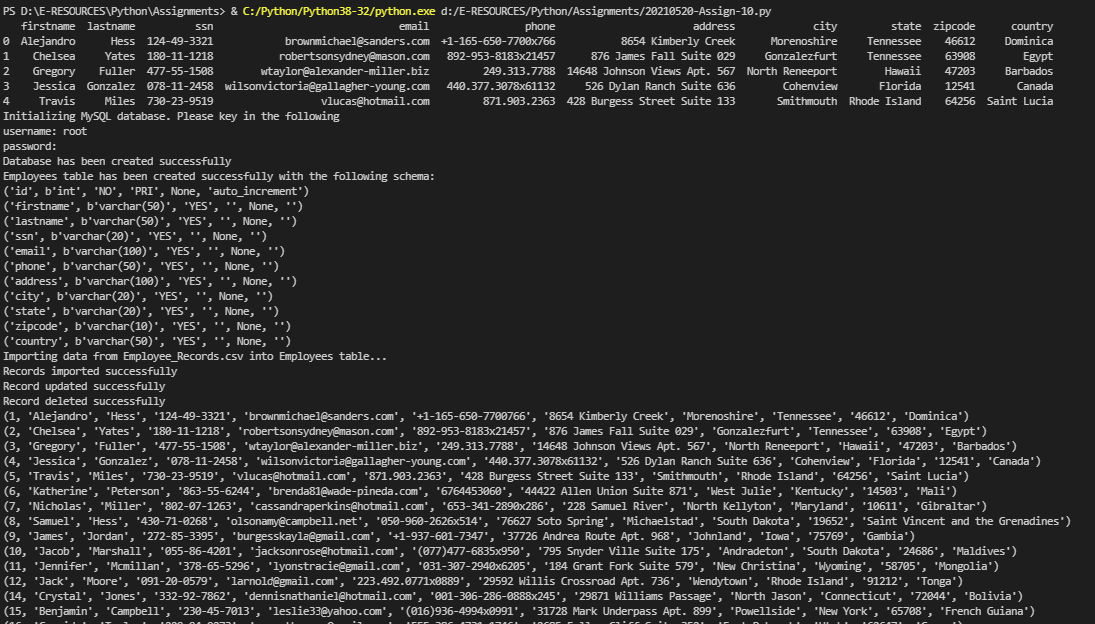 PS D:\E-RESOURCES\Python\Assignments> & C:/Python/Python38-32/python.exe d:/E-RESOURCES/Python/Assignments/20210520-Assign-10.py
firstname lastname ssn email phone address city state zipcode country
0 Alejandro Hess 124-49-3321 brownmichael@sanders.com +1-165-650-7700x766 8654 Kimberly Creek Morenoshire Tennessee 46612 Dominica
1 Chelsea Yates 180-11-1218 robertsonsydney@mason.com 892-953-8183x21457 876 James Fall Suite 029 Gonzalezfurt Tennessee 63908 Egypt
2 Gregory Fuller 477-55-1508 wtaylor@alexander-miller.biz 249.313.7788 14648 Johnson Views Apt. 567 North Reneeport Hawaii 47203 Barbados
3 Jessica Gonzalez 078-11-2458 wilsonvictoria@gallagher-young.com 440.377.3078x61132 526 Dylan Ranch Suite 636 Cohenview Florida 12541 Canada
4 Travis Miles 730-23-9519 vlucas@hotmail.com 871.903.2363 428 Burgess Street Suite 133 Smithmouth Rhode Island 64256 Saint Lucia
Initializing MySQL database. Please key in the following
username: root
password:
Database has been created successfully
Employees table has been created successfully with the following schema:
('id', b'int', 'NO', 'PRI', None, 'auto_increment')
('firstname', b'varchar(50)', 'YES', '', None, '')
('lastname', b'varchar(50)', 'YES', '', None, '')
('ssn', b'varchar(20)', 'YES', '', None, '')
('email', b'varchar(100)', 'YES', '', None, '')
('phone', b'varchar(50)', 'YES', '', None, '')
('address', b'varchar(100)', 'YES', '', None, '')
('city', b'varchar(20)', 'YES', '', None, '')
('state', b'varchar(20)', 'YES', '', None, '')
('zipcode', b'varchar(10)', 'YES', '', None, '')
('country', b'varchar(50)', 'YES', '', None, '')
Importing data from Employee_Records.csv into Employees table...
Records imported successfully
Record updated successfully
Record deleted successfully
(1, 'Alejandro', 'Hess', '124-49-3321', 'brownmichael@sanders.com', '+1-165-650-7700766', '8654 Kimberly Creek', 'Morenoshire', 'Tennessee', '46612', 'Dominica')
(2, 'Chelsea', 'Yates', '180-11-1218', 'robertsonsydney@mason.com', '892-953-8183x21457', '876 James Fall Suite 029', 'Gonzalezfurt', 'Tennessee', '63908', 'Egypt')
(3, 'Gregory', 'Fuller', '477-55-1508', 'wtaylor@alexander-miller.biz', '249.313.7788', '14648 Johnson Views Apt. 567', 'North Reneeport', 'Hawaii', '47203', 'Barbados')
(4, 'Jessica', 'Gonzalez', '078-11-2458', 'wilsonvictoria@gallagher-young.com', '440.377.3078x61132', '526 Dylan Ranch Suite 636', 'Cohenview', 'Florida', '12541', 'Canada')
(5, 'Travis', 'Miles', '730-23-9519', 'vlucas@hotmail.com', '871.903.2363', '428 Burgess Street Suite 133', 'Smithmouth', 'Rhode Island', '64256', 'Saint Lucia')
(6, 'Katherine', 'Peterson', '863-55-6244', 'brenda81@wade-pineda.com', '6764453060', '44422 Allen Union Suite 871', 'West Julie', 'Kentucky', '14503', 'Mali')
(7, 'Nicholas', 'Miller', '802-07-1263', 'cassandraperkins@hotmail.com', '653-341-2890x286', '228 Samuel River', 'North Kellyton', 'Maryland', '10611', 'Gibraltar')
(8, 'Samuel', 'Hess', '430-71-0268', 'olsonamy@campbell.net', '050-960-2626x514', '76627 Soto Spring', 'Michaelstad', 'South Dakota', '19652', 'Saint Vincent and the Grenadines')
(9, 'James', 'Jordan', '272-85-3395', 'burgesskayla@gmail.com', '+1-937-601-7347', '37726 Andrea Route Apt. 968', 'Johnland', 'Iowa', '75769', 'Gambia')
(10, 'Jacob', 'Marshall', '055-86-4201', 'jacksonrose@hotmail.com', '(077)477-6835x950', '795 Snyder Ville Suite 175', 'Andradeton', 'South Dakota', '24686', 'Maldives')
(11, 'Jennifer', 'Mcmillan', '378-65-5296', 'lyonstracie@gmail.com', '031-307-2940x6205', '184 Grant Fork Suite 579', 'New Christina', 'Wyoming', '58705', 'Mongolia')
(12, 'Jack', 'Moore', '091-20-0579', 'larnold@gmail.com', '223.492.0771x0889', '29592 Willis Crossroad Apt. 736', 'Wendytown', 'Rhode Island', '91212', 'Tonga')
(14, 'Crystal', 'Jones', '332-92-7862', 'dennisnathaniel@hotmail.com', '001-306-286-0888x245', '29871 Williams Passage', 'North Jason', 'Connecticut', '72044', 'Bolivia')
(15, 'Benjamin', 'Campbell', '230-45-7013', 'leslie33@yahoo.com', '(016)936-4994x0991', '31728 Mark Underpass Apt. 899', 'Powellside', 'New York', '65708', 'French Guiana')